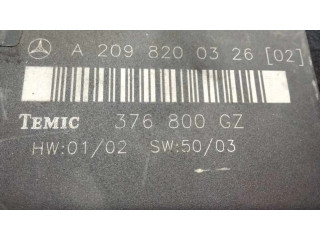 A 209 820 03 26 [02]
TEMIC 376 800 GZ
HW:01/02 SW:50/03